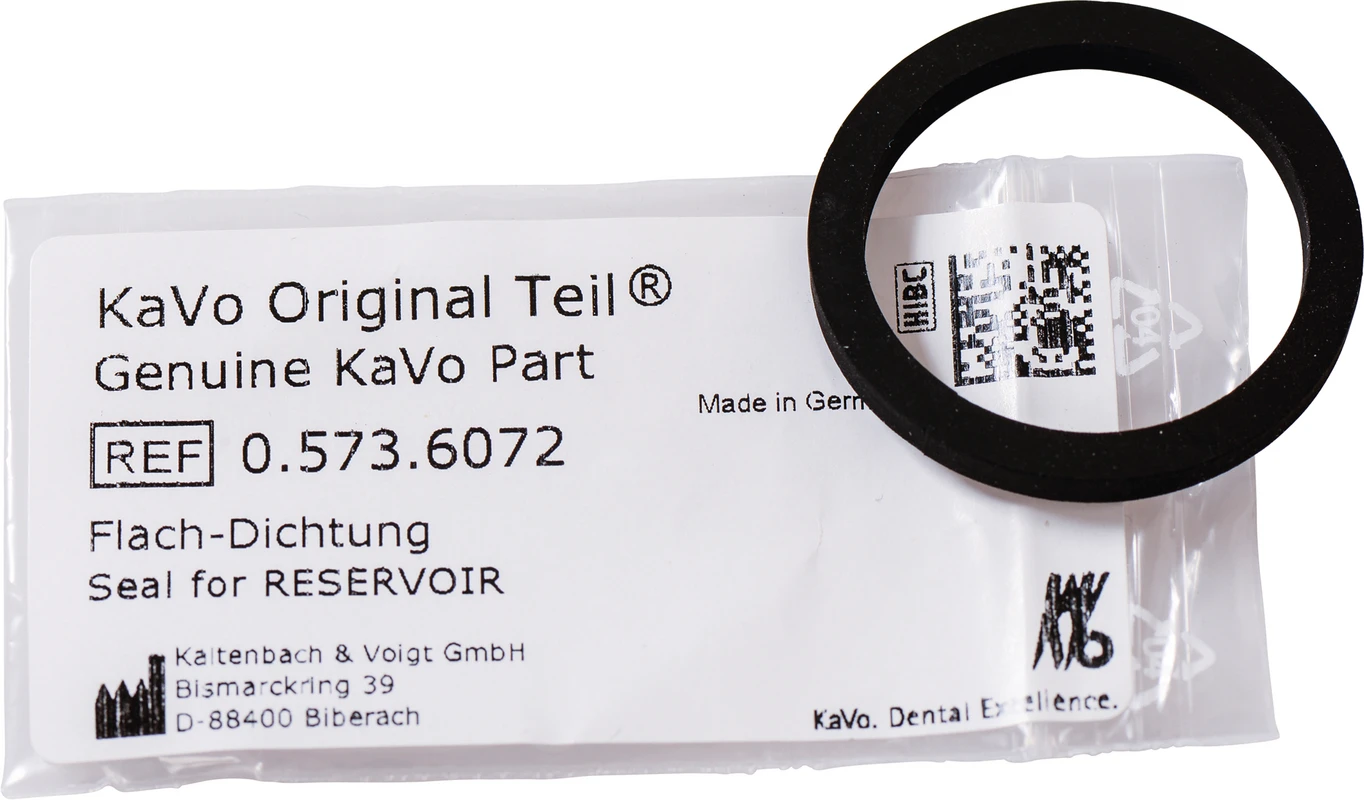 KaVo Original Teil®
Genuine KaVo Part
REF 0.573.6072
Made in Germ
HIBC
Flach-Dichtung
Seal for RESERVOIR
Kaltenbach & Voigt GmbH
Bismarckring 39
D-88400 Biberach
KaVo. Dental Excellence.
04